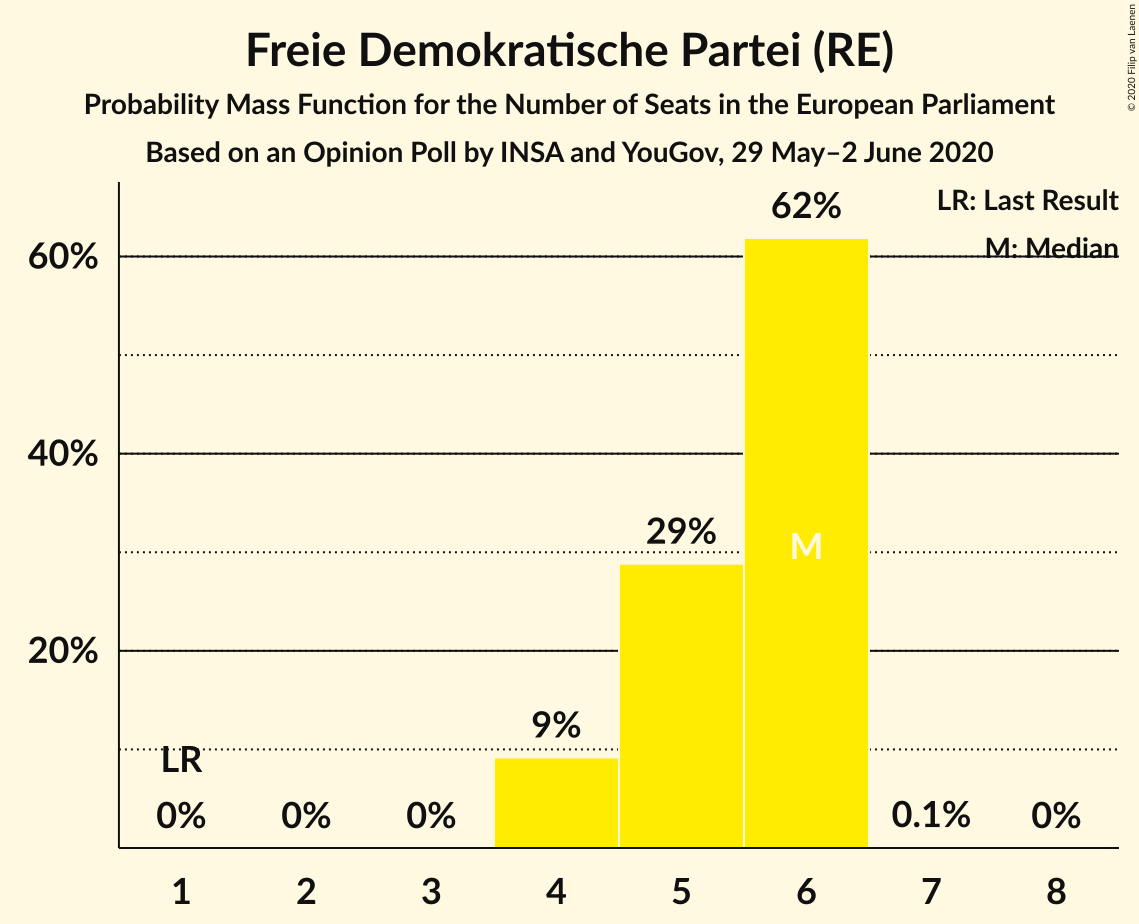 Freie Demokratische Partei (RE)
Probability Mass Function for the Number of Seats in the European Parliament
Based on an Opinion Poll by INSA and YouGov, 29 May–2 June 2020
© 2020 Filip van Laenen
LR: Last Result
M: Median
62%
60%
40%
29%
M
20%
9%
LR
0%
0%
0%
0.1%
0%
1
2
3
4
5
6
7
8